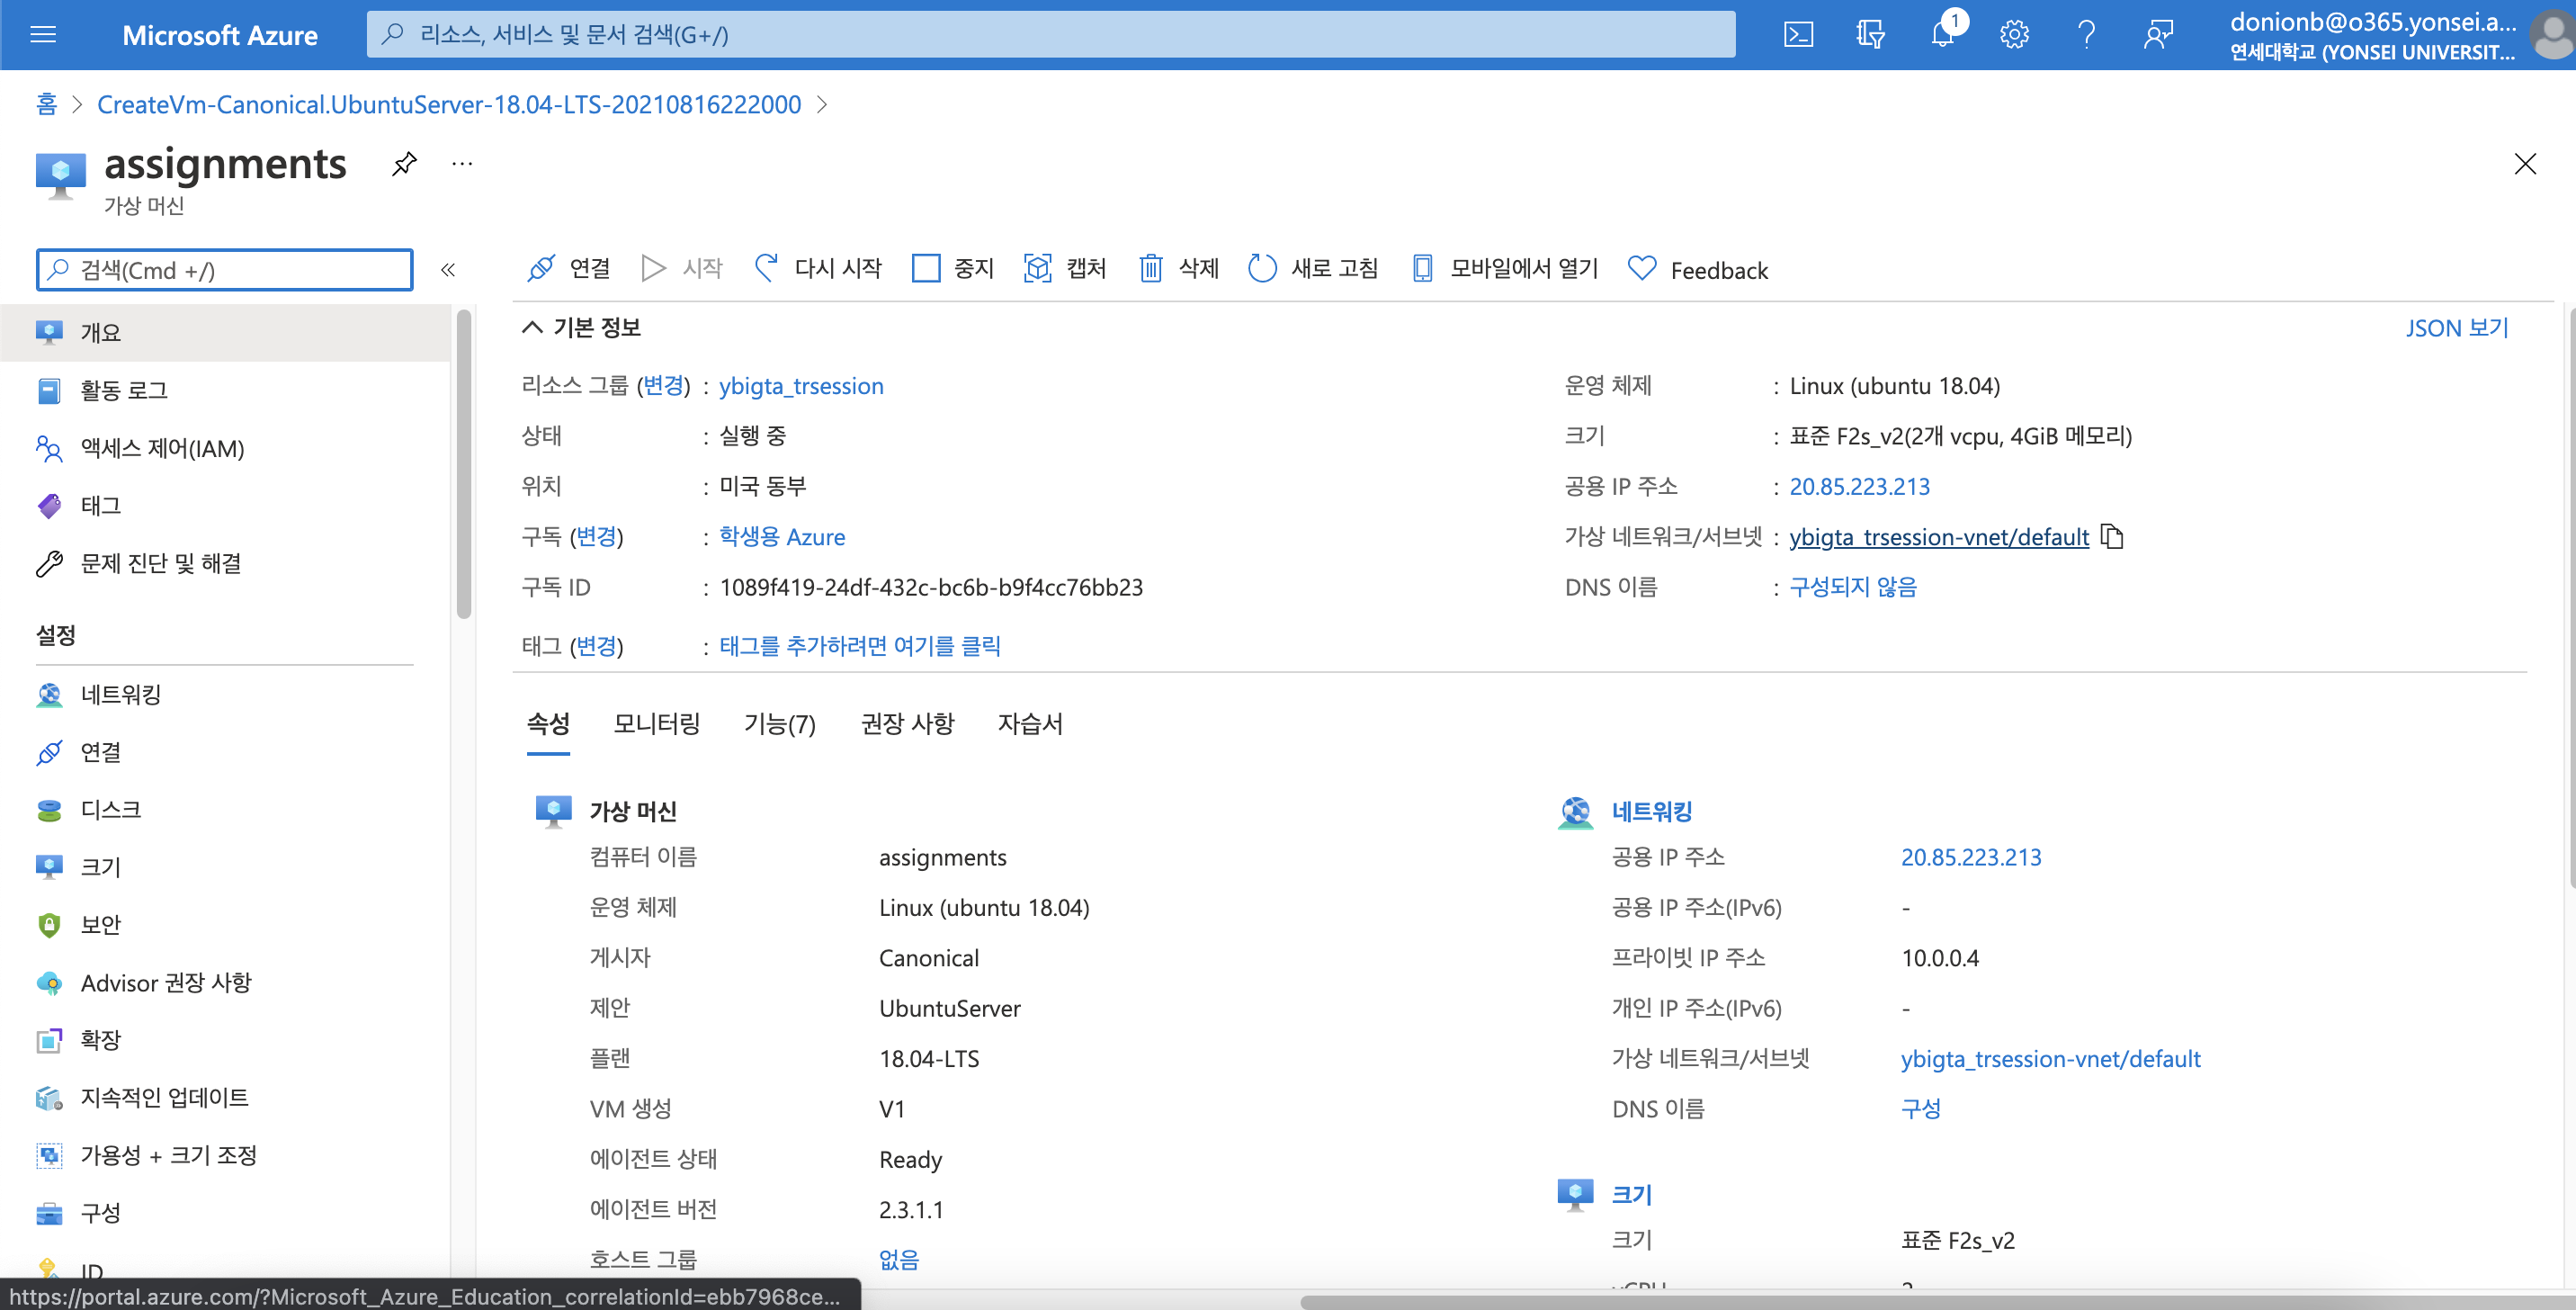 Microsoft Azure
리소스, 서비스 및 문서 검색(G+/)
1
donionb@o365.yonsei.a...
연세대학교 (YONSEI UNIVERSIT...
홈 > CreateVm-Canonical.UbuntuServer-18.04-LTS-20210816222000 >
assignments ...
가상 머신
검색(Cmd +/) «
연결 시작 다시 시작 중지 캡처 삭제 새로 고침 모바일에서 열기 Feedback
개요
활동 로그
액세스 제어(IAM)
태그
문제 진단 및 해결
설정
네트워킹
연결
디스크
크기
보안
Advisor 권장 사항
확장
지속적인 업데이트
가용성 + 크기 조정
구성
ID
기본 정보
JSON 보기
리소스 그룹 (변경) : ybigta_trsession
상태 : 실행 중
위치 : 미국 동부
구독 (변경) : 학생용 Azure
구독 ID : 1089f419-24df-432c-bc6b-b9f4cc76bb23
태그 (변경) : 태그를 추가하려면 여기를 클릭
운영 체제 : Linux (ubuntu 18.04)
크기 : 표준 F2s_v2(2개 vcpu, 4GiB 메모리)
공용 IP 주소 : 20.85.223.213
가상 네트워크/서브넷 : ybigta_trsession-vnet/default
DNS 이름 : 구성되지 않음
속성 모니터링 기능(7) 권장 사항 자습서
가상 머신
컴퓨터 이름 assignments
운영 체제 Linux (ubuntu 18.04)
게시자 Canonical
제안 UbuntuServer
플랜 18.04-LTS
VM 생성 V1
에이전트 상태 Ready
에이전트 버전 2.3.1.1
호스트 그룹 없음
네트워킹
공용 IP 주소 20.85.223.213
공용 IP 주소(IPv6) -
프라이빗 IP 주소 10.0.0.4
개인 IP 주소(IPv6) -
가상 네트워크/서브넷 ybigta_trsession-vnet/default
DNS 이름 구성
크기
크기 표준 F2s_v2
https://portal.azure.com/?Microsoft_Azure_Education_correlationId=ebb7968ce...